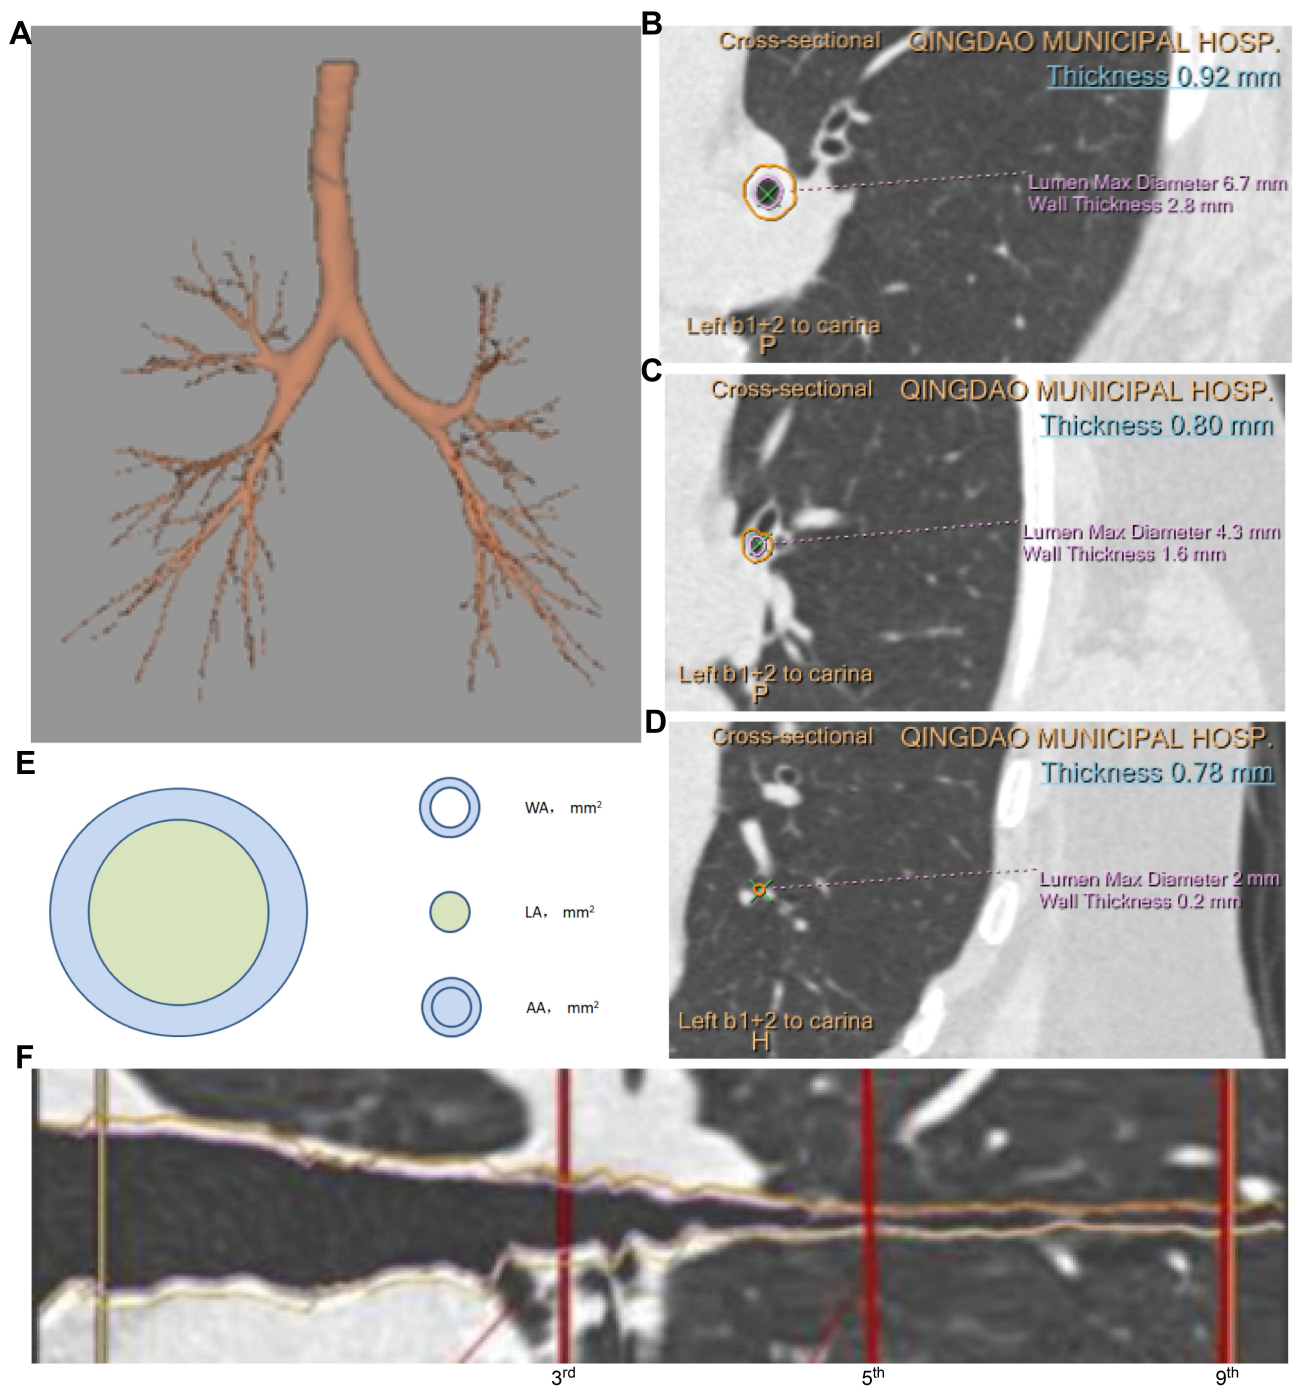 A
B
Cross-sectional QINGDAO MUNICIPAL HOSP.
Thickness 0.92 mm
Lumen Max Diameter 6.7 mm
Wall Thickness 2.8 mm
Left b1+2 to carina
P
C
Cross-sectional QINGDAO MUNICIPAL HOSP.
Thickness 0.80 mm
Lumen Max Diameter 4.3 mm
Wall Thickness 1.6 mm
Left b1+2 to carina
P
D
Cross-sectional QINGDAO MUNICIPAL HOSP.
Thickness 0.78 mm
Lumen Max Diameter 2 mm
Wall Thickness 0.2 mm
Left b1+2 to carina
H
E
WA, mm²
LA, mm²
AA, mm²
F
3rd 5th 9th